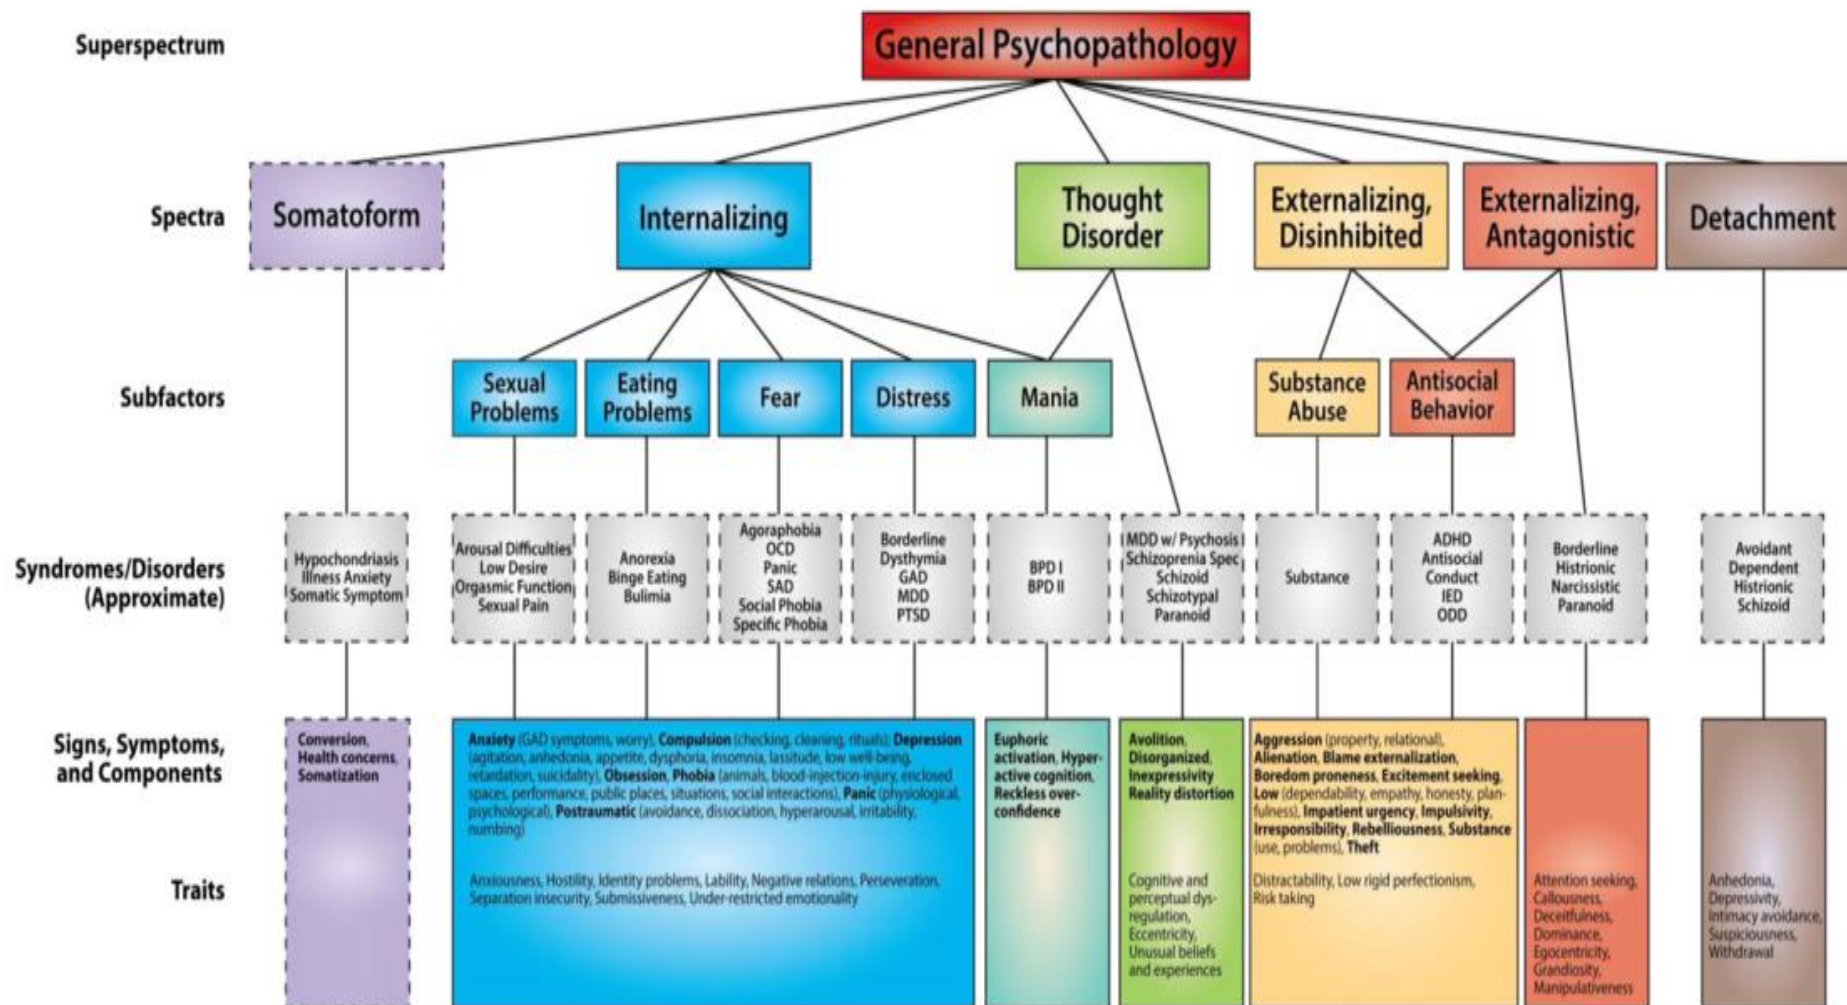 Superspectrum
General Psychopathology
Spectra
Somatoform
Internalizing
Thought
Disorder
Externalizing,
Disinhibited
Externalizing,
Antagonistic
Detachment
Subfactors
Sexual
Problems
Eating
Problems
Fear
Distress
Mania
Substance
Abuse
Antisocial
Behavior
Syndromes/Disorders
(Approximate)
Hypochondriasis
Illness Anxiety
Somatic Symptom
Arousal Difficulties
Low Desire
Orgasmic Function
Sexual Pain
Anorexia
Binge Eating
Bulimia
Agoraphobia
OCD
Panic
SAD
Social Phobia
Specific Phobia
Borderline
Dysthymia
GAD
MDD
PTSD
BPD I
BPD II
MDD w/ Psychosis
Schizoprenia Spec
Schizoid
Schizotypal
Paranoid
Substance
ADHD
Antisocial
Conduct
IED
ODD
Borderline
Histrionic
Narcissistic
Paranoid
Avoidant
Dependent
Histrionic
Schizoid
Signs, Symptoms,
and Components
Conversion,
Health concerns,
Somatization
Anxiety (GAD symptoms, worry), Compulsion (checking, cleaning, rituals), Depression
(agitation, anhedonia, appetite, dysphoria, insomnia, lassitude, low well-being,
retardation, suicidality), Obsession, Phobia (animals, blood-injection-injury, enclosed
spaces, performance, public places, situations, social interactions), Panic (physiological,
psychological), Postraumatic (avoidance, dissociation, hyperarousal, irritability,
numbing)
Euphoric
activation, Hyper-
active cognition,
Reckless over-
confidence
Avolition,
Disorganized,
Inexpressivity
Reality distortion
Aggression (property, relational),
Alienation, Blame externalization,
Boredom proneness, Excitement seeking,
Low (dependability, empathy, honesty, plan-
fulness), Impatient urgency, Impulsivity,
Irresponsibility, Rebelliousness, Substance
(use, problems), Theft
Traits
Anxiousness, Hostility, Identity problems, Lability, Negative relations, Perseveration,
Separation insecurity, Submissiveness, Under-restricted emotionality
Cognitive and
perceptual dys-
regulation,
Eccentricity,
Unusual beliefs
and experiences
Distractability, Low rigid perfectionism,
Risk taking
Attention seeking,
Callousness,
Deceitfulness,
Dominance,
Egocentricity,
Grandiosity,
Manipulativeness
Anhedonia,
Depressivity,
Intimacy avoidance,
Suspiciousness,
Withdrawal